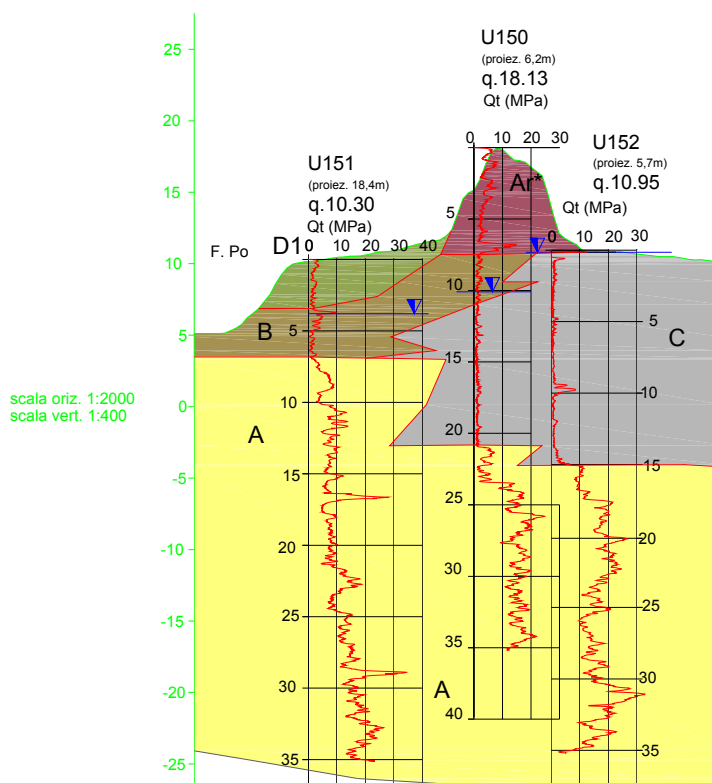 25
20
15
10
5
0
-5
-10
-15
-20
-25
scala oriz. 1:2000
scala vert. 1:400
U150
(proiez. 6,2m)
q.18.13
Qt (MPa)
0 10 20 30
5
10
15
20
25
30
35
40
U151
(proiez. 18,4m)
q.10.30
Qt (MPa)
0 10 20 30 40
5
10
15
20
25
30
35
U152
(proiez. 5,7m)
q.10.95
Qt (MPa)
0 10 20 30
5
10
15
20
25
30
35
F. Po
D1
Ar*
B
C
A
A